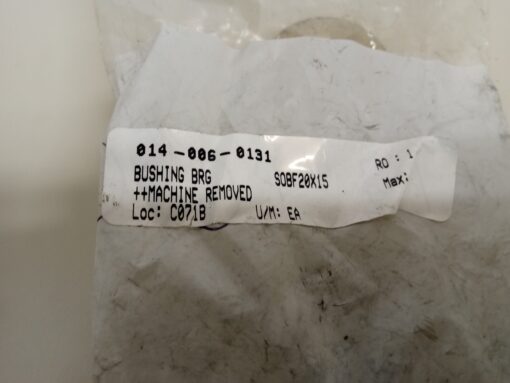 014-006-0131
BUSHING BRG SOBF20X15 RO : 1
++MACHINE REMOVED Max:
Loc: C071B U/M: EA